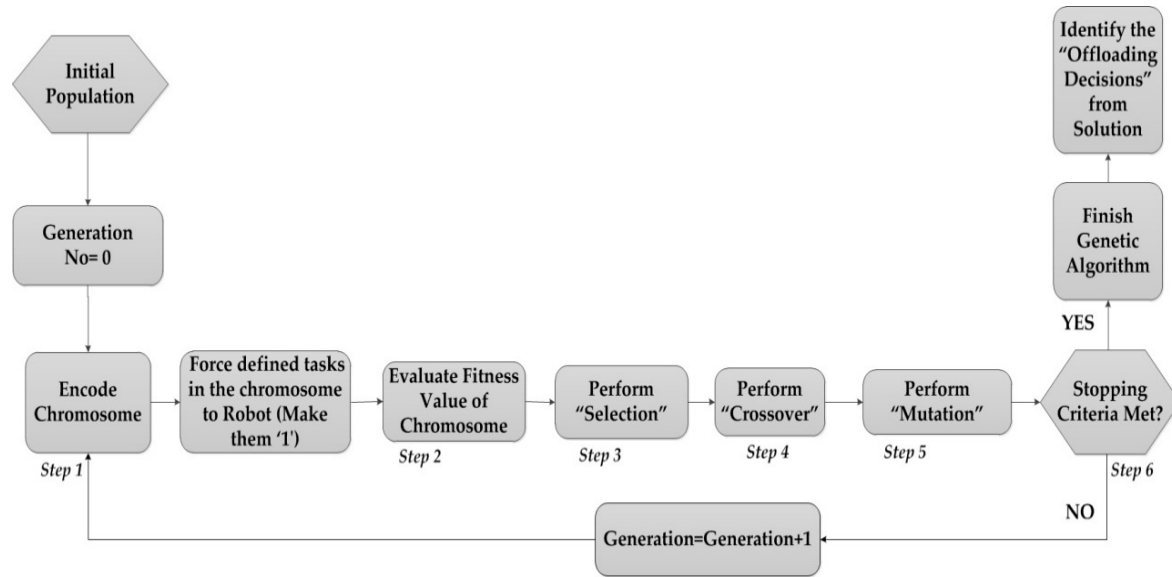 Initial
Population
Generation
No= 0
Encode
Chromosome
Step 1
Force defined tasks
in the chromosome
to Robot (Make
them ‘1')
Evaluate Fitness
Value of
Chromosome
Step 2
Perform
“Selection”
Step 3
Perform
“Crossover”
Step 4
Perform
“Mutation”
Step 5
Stopping
Criteria Met?
Step 6
YES
Finish
Genetic
Algorithm
Identify the
“Offloading
Decisions”
from
Solution
NO
Generation=Generation+1